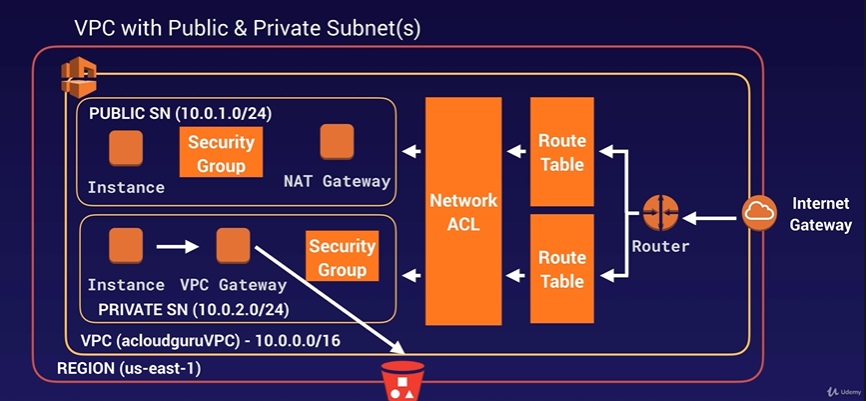 VPC with Public & Private Subnet(s)
PUBLIC SN (10.0.1.0/24)
Instance
Security
Group
NAT Gateway
Instance
VPC Gateway
Security
Group
PRIVATE SN (10.0.2.0/24)
VPC (acloudguruVPC) - 10.0.0.0/16
REGION (us-east-1)
Network
ACL
Route
Table
Route
Table
Router
Internet
Gateway
Udemy